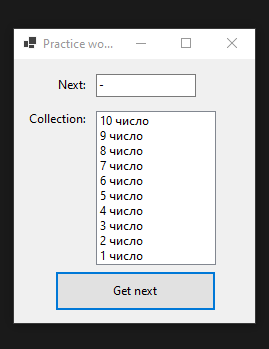 Practice wo...
Next: -
Collection:
10 число
9 число
8 число
7 число
6 число
5 число
4 число
3 число
2 число
1 число
Get next